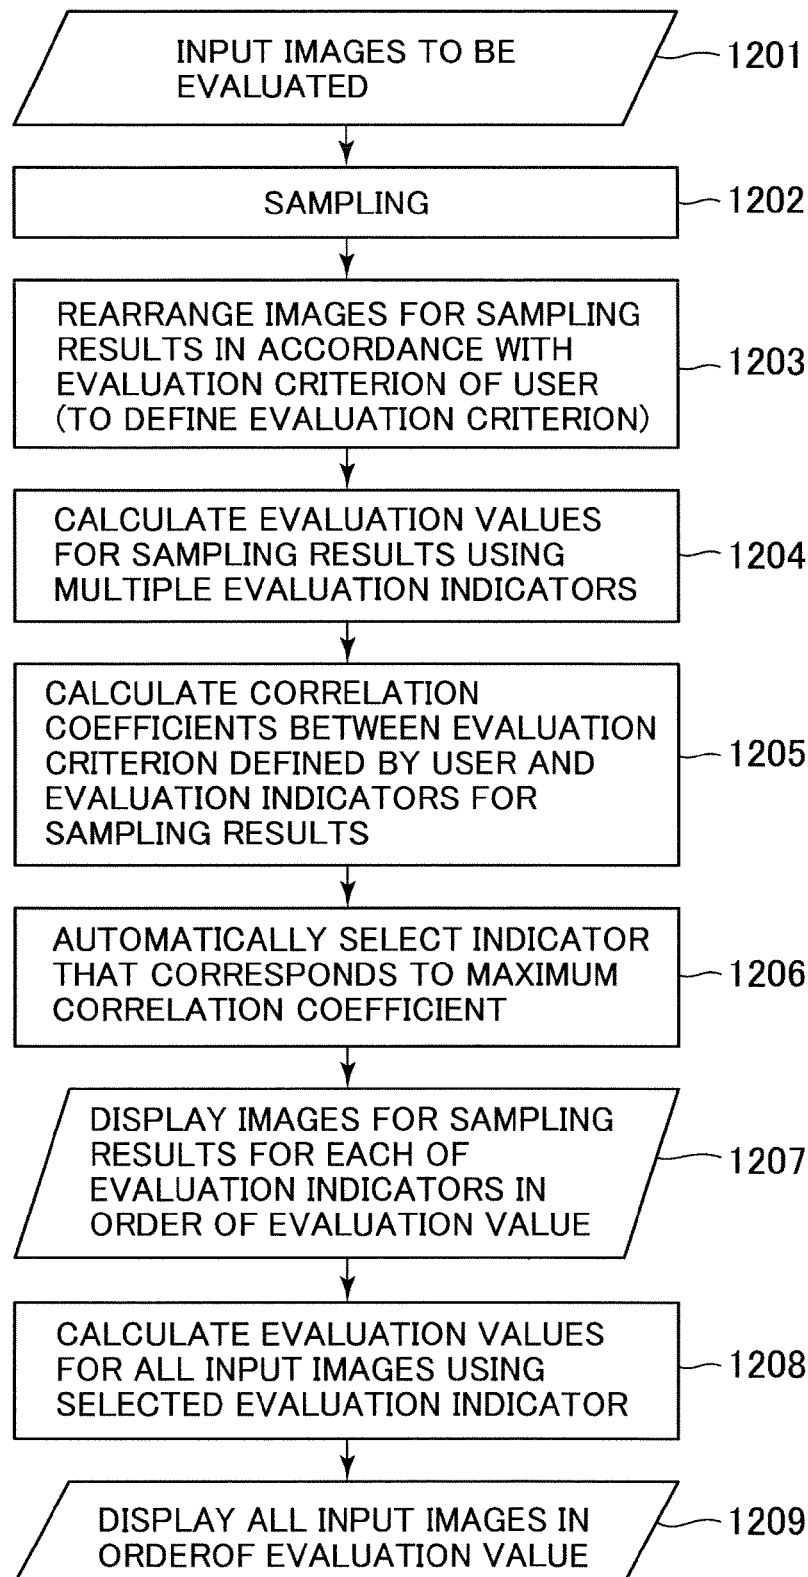 INPUT IMAGES TO BE
EVALUATED
1201
SAMPLING
1202
REARRANGE IMAGES FOR SAMPLING
RESULTS IN ACCORDANCE WITH
EVALUATION CRITERION OF USER
(TO DEFINE EVALUATION CRITERION)
1203
CALCULATE EVALUATION VALUES
FOR SAMPLING RESULTS USING
MULTIPLE EVALUATION INDICATORS
1204
CALCULATE CORRELATION
COEFFICIENTS BETWEEN EVALUATION
CRITERION DEFINED BY USER AND
EVALUATION INDICATORS FOR
SAMPLING RESULTS
1205
AUTOMATICALLY SELECT INDICATOR
THAT CORRESPONDS TO MAXIMUM
CORRELATION COEFFICIENT
1206
DISPLAY IMAGES FOR SAMPLING
RESULTS FOR EACH OF
EVALUATION INDICATORS IN
ORDER OF EVALUATION VALUE
1207
CALCULATE EVALUATION VALUES
FOR ALL INPUT IMAGES USING
SELECTED EVALUATION INDICATOR
1208
DISPLAY ALL INPUT IMAGES IN
ORDEROF EVALUATION VALUE
1209